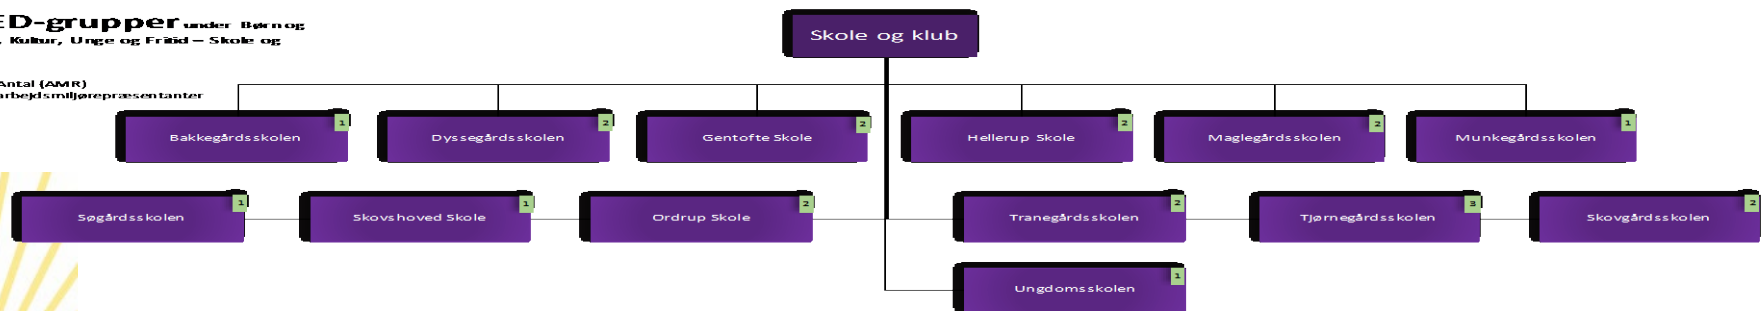 ED-grupper under Børn og
, Kultur, Unge og Fritid – Skole og
Antal (AMR)
arbejdsmiljørepræsentanter
Skole og klub
Bakkegårdsskolen 1
Dyssegårdsskolen 2
Gentofte Skole 2
Hellerup Skole 2
Maglegårdsskolen 2
Munkegårdsskolen 1
Søgårdsskolen 1
Skovshoved Skole 1
Ordrup Skole 2
Tranegårdsskolen 2
Tjørnegårdsskolen 3
Skovgårdsskolen 2
Ungdomsskolen 1